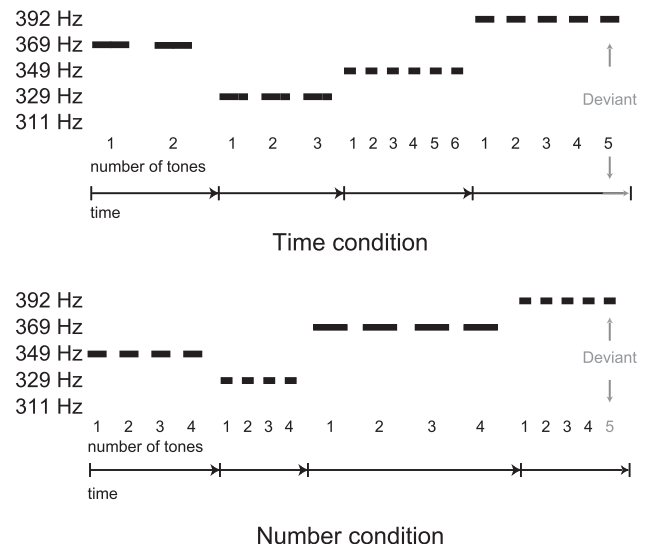 392 Hz
369 Hz
349 Hz
329 Hz
311 Hz
Deviant
1 2 1 2 3 1 2 3 4 5 6 1 2 3 4 5
number of tones
time
Time condition
392 Hz
369 Hz
349 Hz
329 Hz
311 Hz
Deviant
1 2 3 4 1 2 3 4 1 2 3 4 1 2 3 4 5
number of tones
time
Number condition